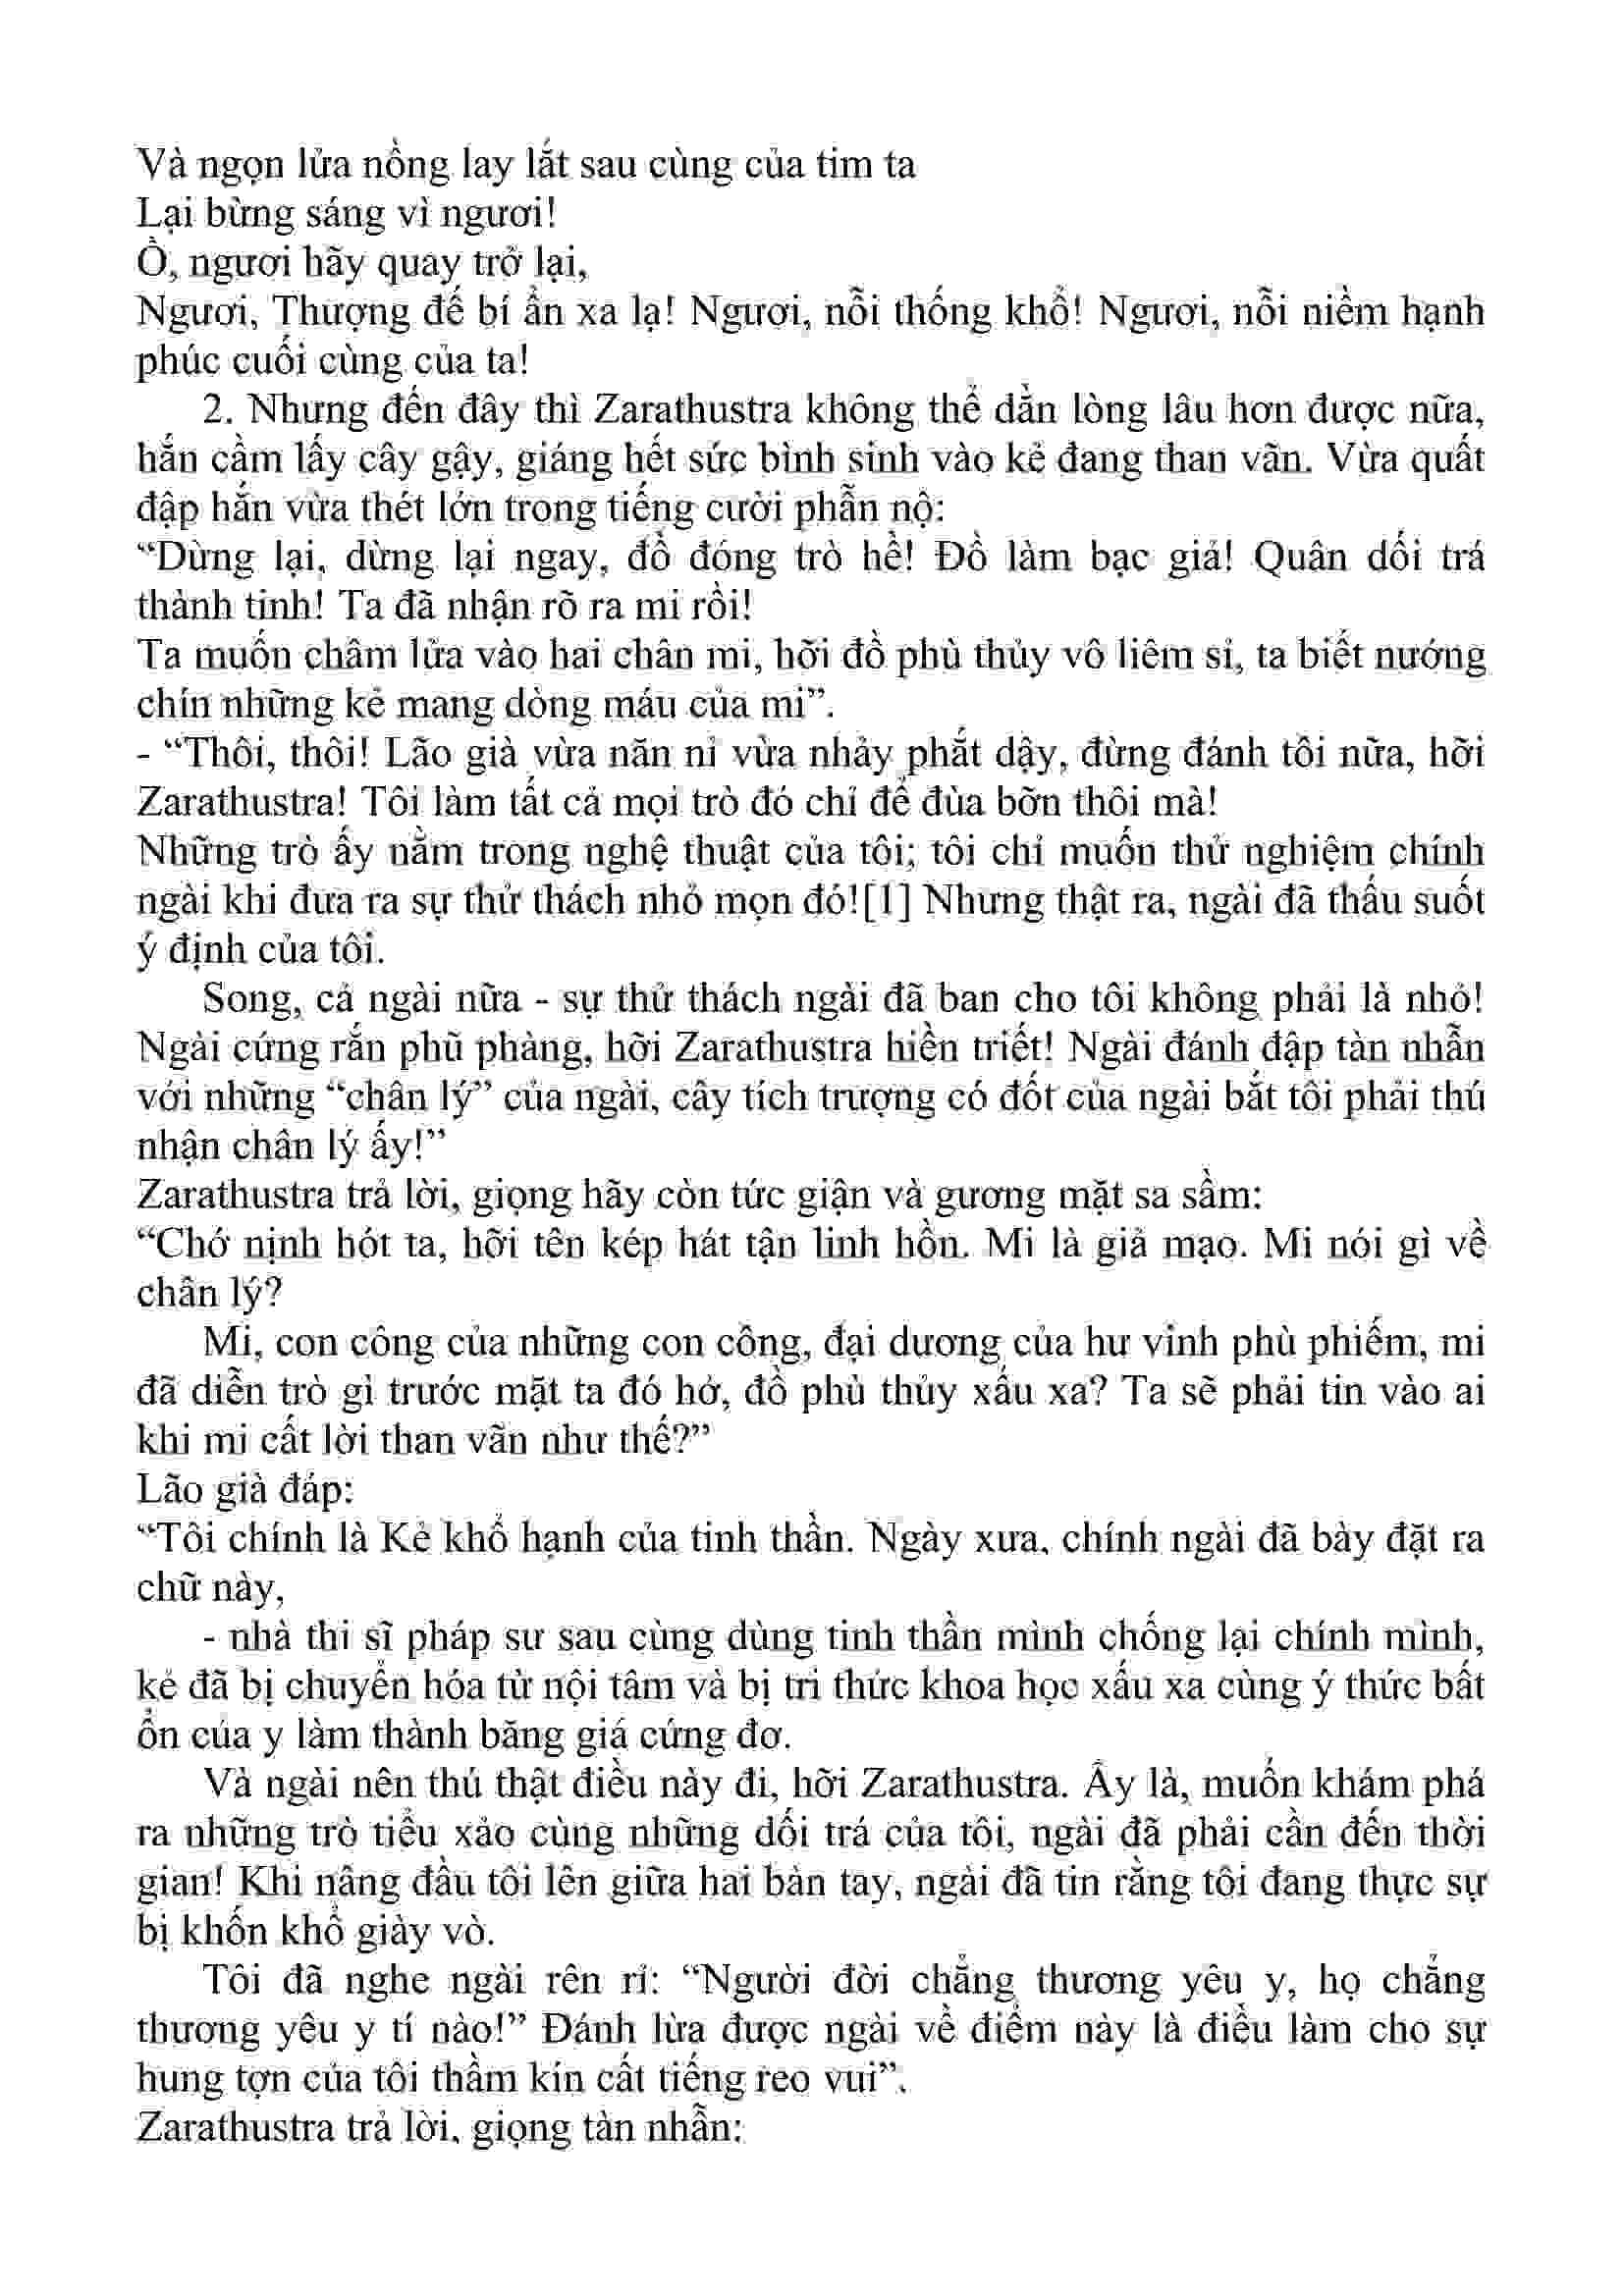 Và ngọn lửa nồng lay lắt sau cùng của tim ta
Lại bừng sáng vì ngươi!
Ồ, ngươi hãy quay trở lại,
Ngươi, Thượng đế bí ẩn xa lạ! Ngươi, nỗi thống khổ! Ngươi, nỗi niềm hạnh
phúc cuối cùng của ta!
2. Nhưng đến đây thì Zarathustra không thể dằn lòng lâu hơn được nữa,
hắn cầm lấy cây gậy, giáng hết sức bình sinh vào kẻ đang than vãn. Vừa quất
đập hắn vừa thét lớn trong tiếng cười phẫn nộ:
“Dừng lại, dừng lại ngay, đồ đóng trò hề! Đồ làm bạc giả! Quân dối trá
thành tinh! Ta đã nhận rõ ra mi rồi!
Ta muốn châm lửa vào hai chân mi, hỡi đồ phù thủy vô liêm sỉ, ta biết nướng
chín những kẻ mang dòng máu của mi”.
- “Thôi, thôi! Lão già vừa năn nỉ vừa nhảy phắt dậy, đừng đánh tôi nữa, hỡi
Zarathustra! Tôi làm tất cả mọi trò đó chỉ để đùa bỡn thôi mà!
Những trò ấy nằm trong nghệ thuật của tôi; tôi chỉ muốn thử nghiệm chính
ngài khi đưa ra sự thử thách nhỏ mọn đó![1] Nhưng thật ra, ngài đã thấu suốt
ý định của tôi.
Song, cả ngài nữa - sự thử thách ngài đã ban cho tôi không phải là nhỏ!
Ngài cứng rắn phũ phàng, hỡi Zarathustra hiền triết! Ngài đánh đập tàn nhẫn
với những “chân lý” của ngài, cây tích trượng có đốt của ngài bắt tôi phải thú
nhận chân lý ấy!”
Zarathustra trả lời, giọng hãy còn tức giận và gương mặt sa sầm:
“Chớ nịnh hót ta, hỡi tên kép hát tận linh hồn. Mi là giả mạo. Mi nói gì về
chân lý?
Mi, con công của những con công, đại dương của hư vinh phù phiếm, mi
đã diễn trò gì trước mặt ta đó hở, đồ phù thủy xấu xa? Ta sẽ phải tin vào ai
khi mi cất lời than vãn như thế?”
Lão già đáp:
“Tôi chính là Kẻ khổ hạnh của tinh thần. Ngày xưa, chính ngài đã bày đặt ra
chữ này,
- nhà thi sĩ pháp sư sau cùng dùng tinh thần mình chống lại chính mình,
kẻ đã bị chuyển hóa từ nội tâm và bị tri thức khoa học xấu xa cùng ý thức bất
ổn của y làm thành băng giá cứng đơ.
Và ngài nên thú thật điều này đi, hỡi Zarathustra. Ấy là, muốn khám phá
ra những trò tiểu xảo cùng những dối trá của tôi, ngài đã phải cần đến thời
gian! Khi nâng đầu tôi lên giữa hai bàn tay, ngài đã tin rằng tôi đang thực sự
bị khốn khổ giày vò.
Tôi đã nghe ngài rên rỉ: “Người đời chẳng thương yêu y, họ chẳng
thương yêu y tí nào!” Đánh lừa được ngài về điểm này là điều làm cho sự
hung tợn của tôi thầm kín cất tiếng reo vui”.
Zarathustra trả lời, giọng tàn nhẫn: